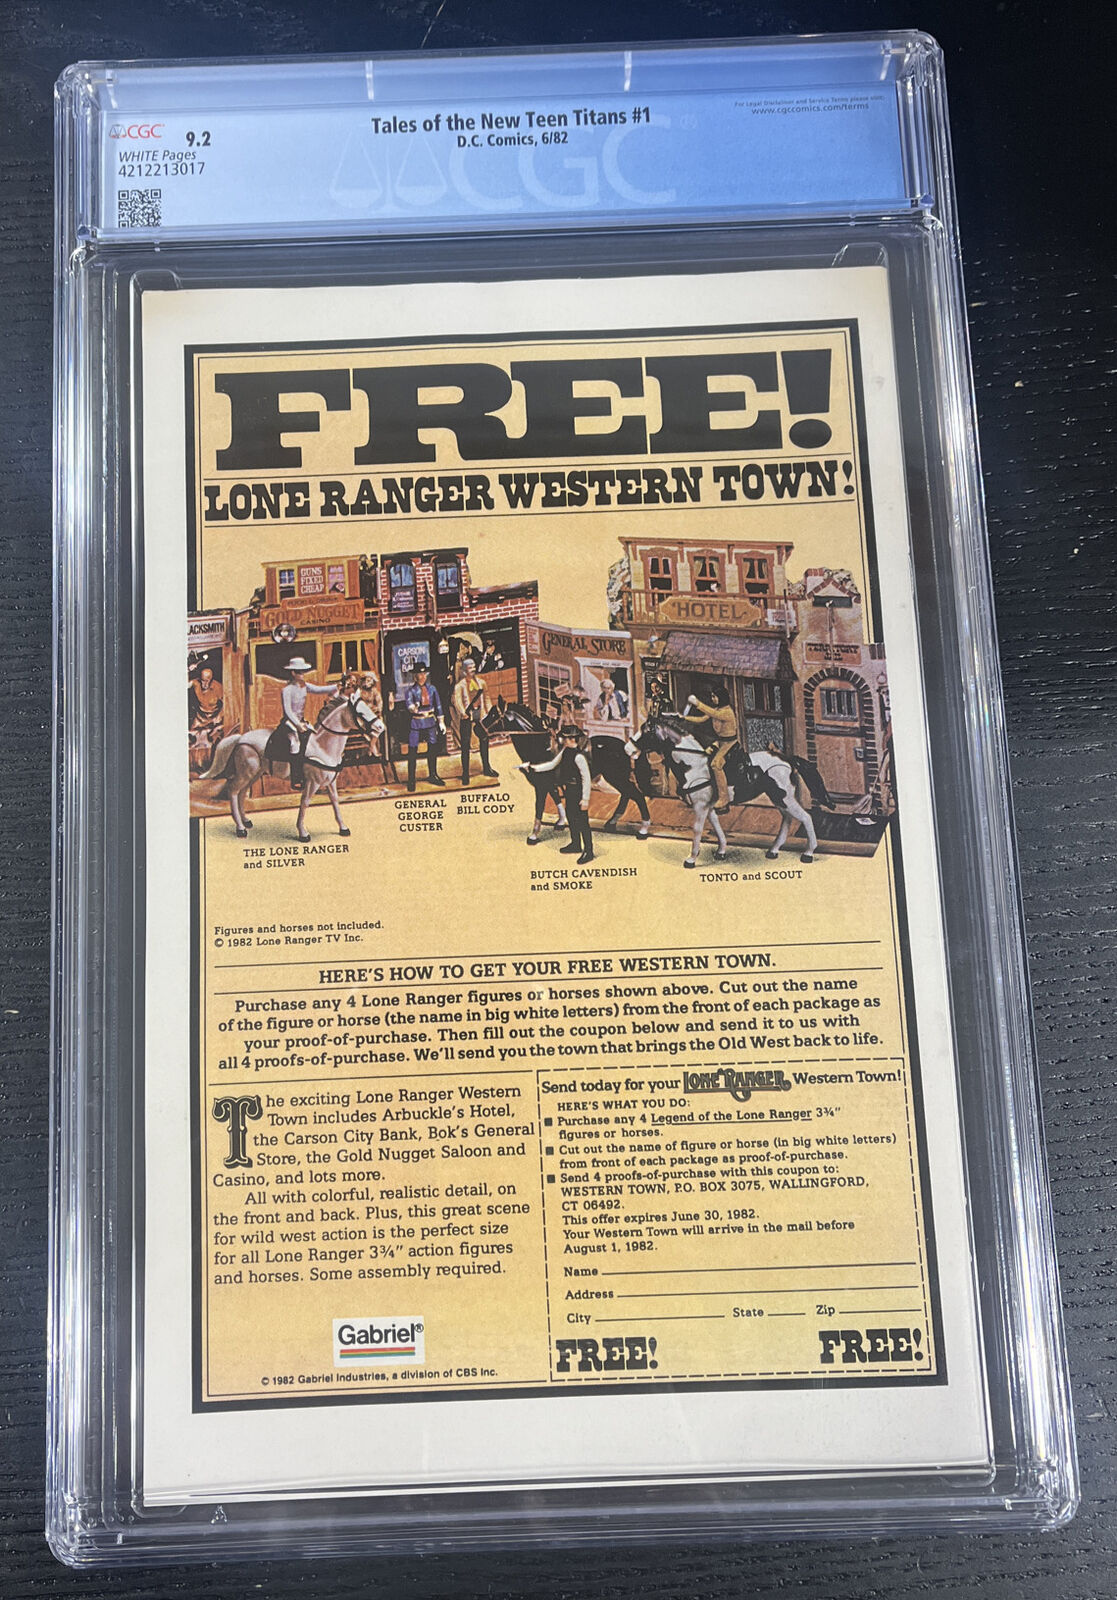 CGC 9.2
WHITE Pages
4212213017
Tales of the New Teen Titans #1
D.C. Comics, 6/82
For Legal Disclaimer and Service Terms please visit:
www.cgccomics.com/terms
CGC
FREE!
LONE RANGER WESTERN TOWN!
GUNS
FIXED
CHEAP
GOLD NUGGET
CASINO
ACKSMITH
CARSON
CITY
GENERAL STORE
HOTEL
THE LONE RANGER
and SILVER
GENERAL
GEORGE
CUSTER
BUFFALO
BILL CODY
BUTCH CAVENDISH
and SMOKE
TONTO and SCOUT
Figures and horses not included.
© 1982 Lone Ranger TV Inc.
HERE'S HOW TO GET YOUR FREE WESTERN TOWN.
Purchase any 4 Lone Ranger figures or horses shown above. Cut out the name
of the figure or horse (the name in big white letters) from the front of each package as
your proof-of-purchase. Then fill out the coupon below and send it to us with
all 4 proofs-of-purchase. We'll send you the town that brings the Old West back to life.
The exciting Lone Ranger Western
Town includes Arbuckle's Hotel,
the Carson City Bank, Bok's General
Store, the Gold Nugget Saloon and
Casino, and lots more.
All with colorful, realistic detail, on
the front and back. Plus, this great scene
for wild west action is the perfect size
for all Lone Ranger 3¾" action figures
and horses. Some assembly required.
Gabriel®
© 1982 Gabriel Industries, a division of CBS Inc.
Send today for your LONE RANGER Western Town!
HERE'S WHAT YOU DO:
■ Purchase any 4 Legend of the Lone Ranger 3¾"
figures or horses.
■ Cut out the name of figure or horse (in big white letters)
from front of each package as proof-of-purchase.
■ Send 4 proofs-of-purchase with this coupon to:
WESTERN TOWN, P.O. BOX 3075, WALLINGFORD,
CT 06492.
This offer expires June 30, 1982.
Your Western Town will arrive in the mail before
August 1, 1982.
Name
Address
City State Zip
FREE! FREE!